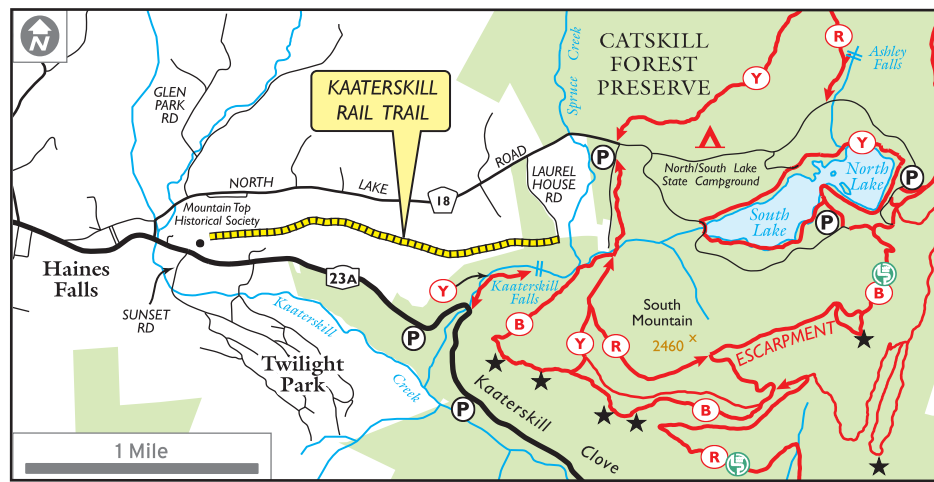 N
CATSKILL
FOREST
PRESERVE
R
Ashley
Falls
Spruce Creek
Y
GLEN
PARK
RD
KAATERSKILL
RAIL TRAIL
P
North/South Lake
State Campground
Y
North
Lake
P
NORTH LAKE ROAD
18
LAUREL
HOUSE
RD
Mountain Top
Historical Society
South
Lake
P
Haines
Falls
23A
Y
Kaaterskill
Falls
B
SUNSET
RD
Kaaterskill
Creek
P
B
Y
R
South
Mountain
2460 x
ESCARPMENT
Twilight
Park
P
Kaaterskill
Clove
B
R
1 Mile